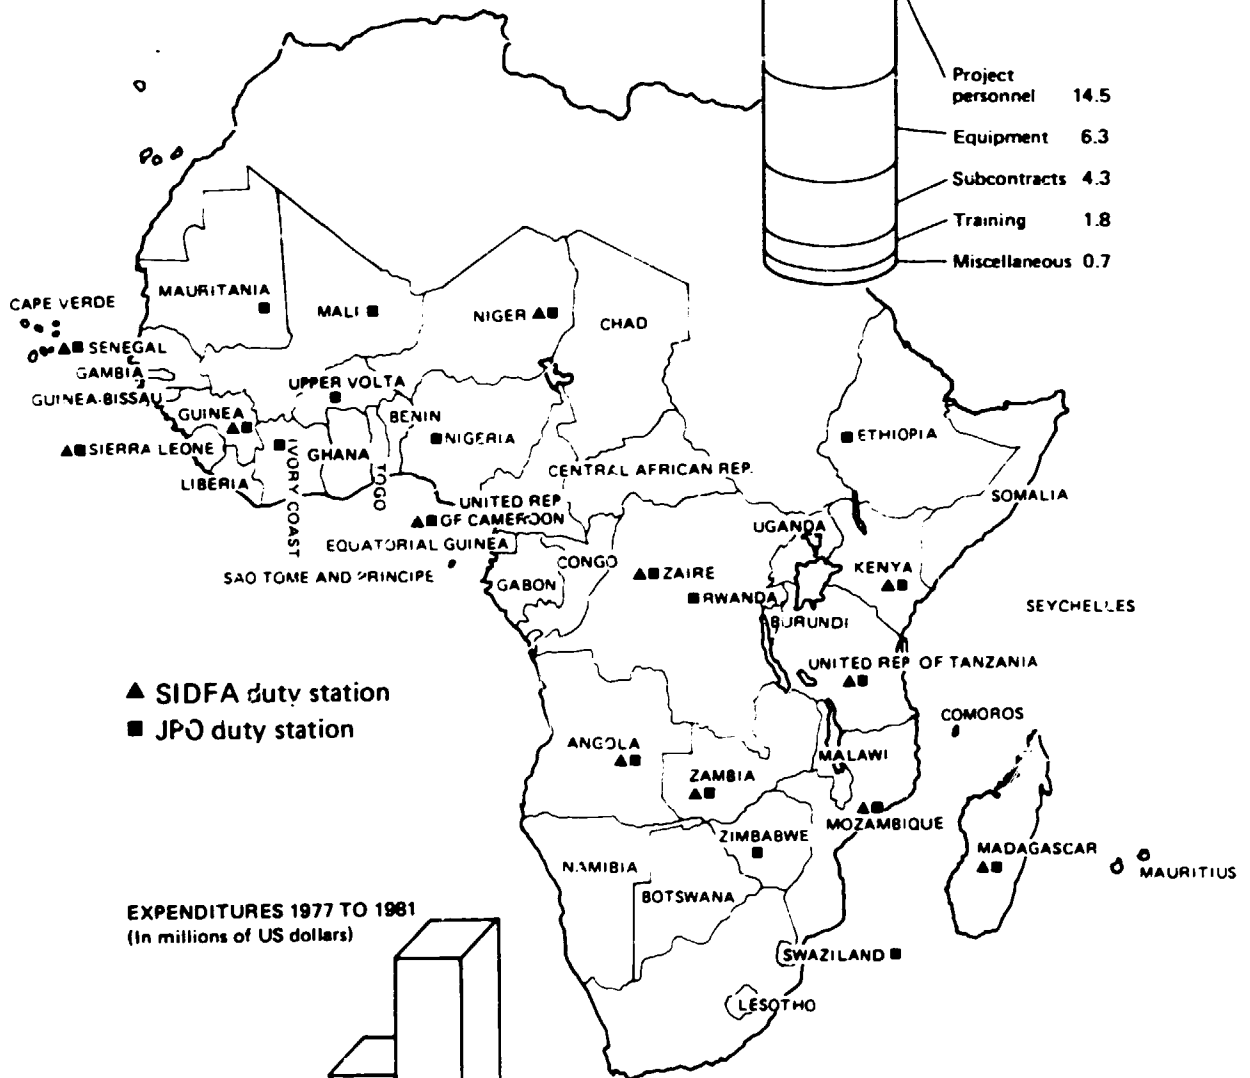 Project
personnel 14.5
Equipment 6.3
Subcontracts 4.3
Training 1.8
Miscellaneous 0.7
CAPE VERDE
MAURITANIA
MALI
NIGER
CHAD
SENEGAL
GAMBIA
GUINEA-BISSAU
UPPER VOLTA
GUINEA
BENIN
SIERRA LEONE
NIGERIA
ETHIOPIA
GHANA
IVORY COAST
TOGO
LIBERIA
CENTRAL AFRICAN REP.
SOMALIA
UNITED REP
OF CAMEROON
UGANDA
EQUATORIAL GUINEA
CONGO
KENYA
SAO TOME AND PRINCIPE
GABON
ZAIRE
RWANDA
SEYCHELLES
BURUNDI
UNITED REP OF TANZANIA
▲ SIDFA duty station
■ JPO duty station
COMOROS
ANGOLA
MALAWI
ZAMBIA
MOZAMBIQUE
ZIMBABWE
MADAGASCAR
MAURITIUS
NAMIBIA
BOTSWANA
EXPENDITURES 1977 TO 1981
(In millions of US dollars)
SWAZILAND
LESOTHO